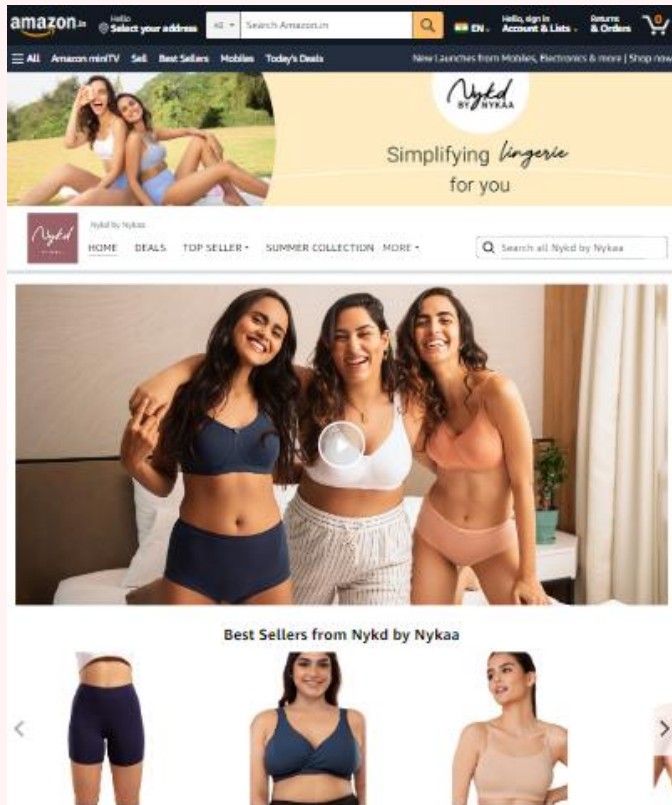 amazon.in
Hello
Select your address
All
Search Amazon.in
EN
Hello, sign in
Account & Lists
Returns
& Orders
0
All Amazon miniTV Sell Best Sellers Mobiles Today's Deals
New Launches from Mobiles, Electronics & more | Shop now
Nykd
BY NYKAA
Simplifying lingerie
for you
Nykd
Nykd by Nykaa
HOME DEALS TOP SELLER SUMMER COLLECTION MORE
Search all Nykd by Nykaa
Best Sellers from Nykd by Nykaa